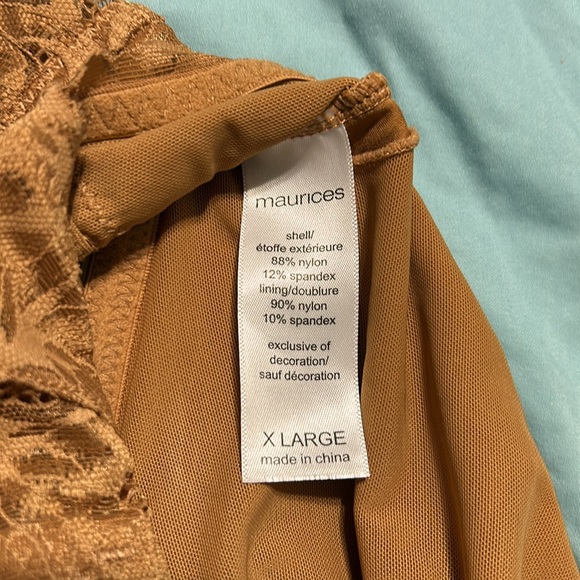 maurices
shell/
étoffe extérieure
88% nylon
12% spandex
lining/doublure
90% nylon
10% spandex
exclusive of
decoration/
sauf décoration
X LARGE
made in china